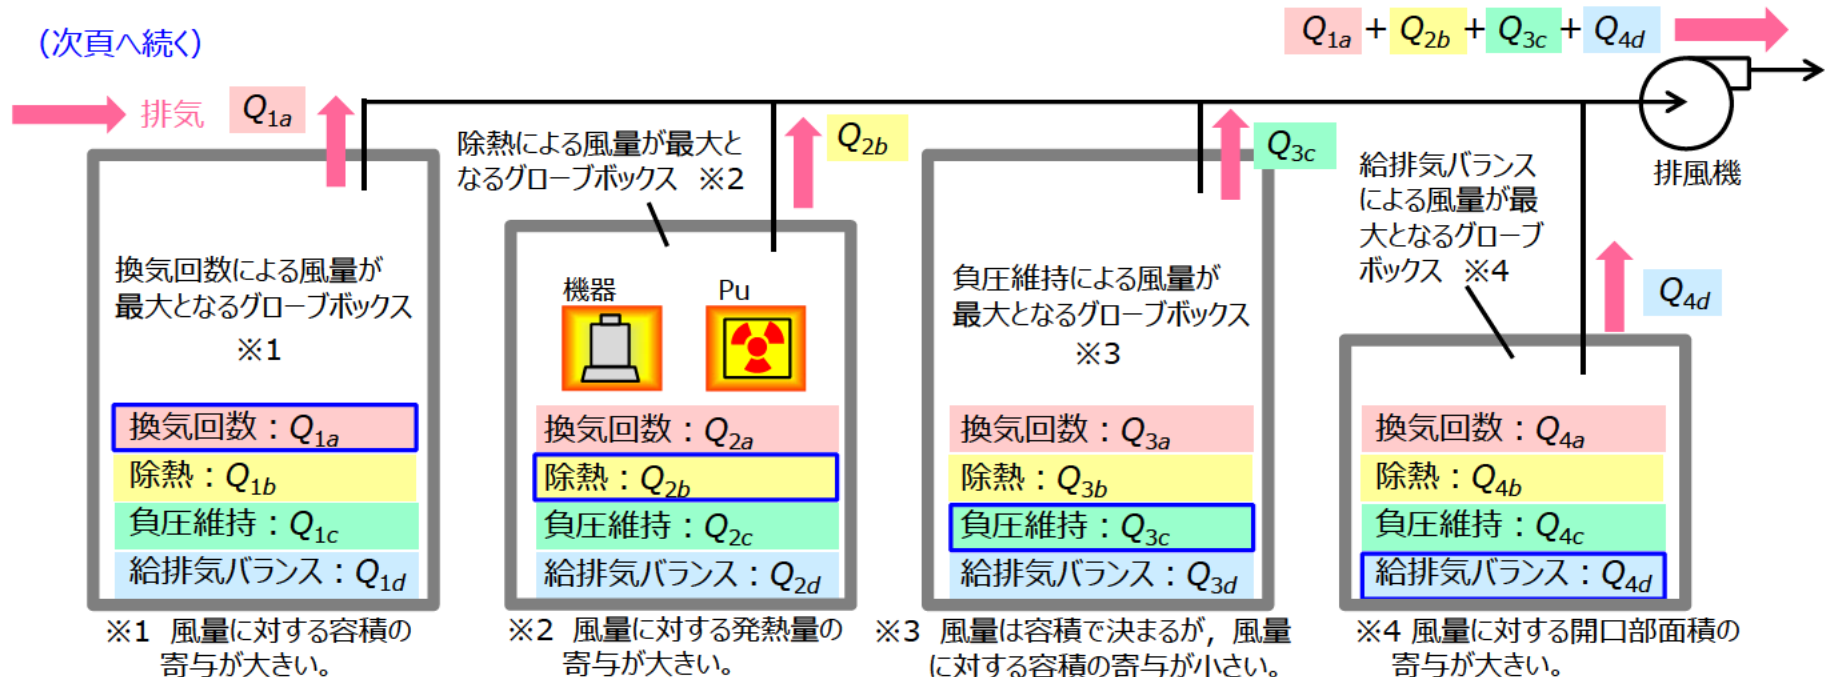 (次頁へ続く)
Q1a + Q2b + Q3c + Q4d
排気 Q1a
除熱による風量が最大と
なるグローブボックス ※2
Q2b
Q3c
給排気バランス
による風量が最
大となるグローブ
ボックス ※4
排風機
Q4d
換気回数による風量が
最大となるグローブボックス
※1
機器
Pu
負圧維持による風量が
最大となるグローブボックス
※3
換気回数：Q1a
除熱：Q1b
負圧維持：Q1c
給排気バランス：Q1d
換気回数：Q2a
除熱：Q2b
負圧維持：Q2c
給排気バランス：Q2d
換気回数：Q3a
除熱：Q3b
負圧維持：Q3c
給排気バランス：Q3d
換気回数：Q4a
除熱：Q4b
負圧維持：Q4c
給排気バランス：Q4d
※1 風量に対する容積の
寄与が大きい。
※2 風量に対する発熱量の
寄与が大きい。
※3 風量は容積で決まるが，風量
に対する容積の寄与が小さい。
※4 風量に対する開口部面積の
寄与が大きい。